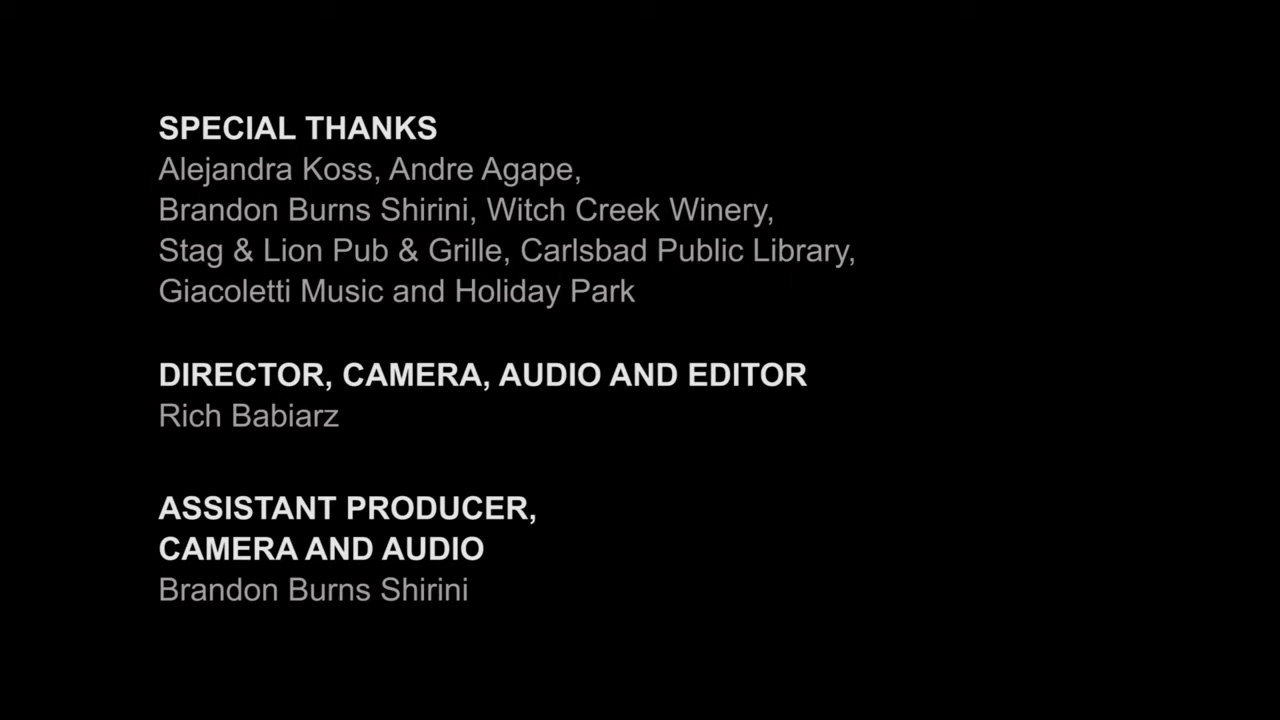 SPECIAL THANKS
Alejandra Koss, Andre Agape,
Brandon Burns Shirini, Witch Creek Winery,
Stag & Lion Pub & Grille, Carlsbad Public Library,
Giacoletti Music and Holiday Park
DIRECTOR, CAMERA, AUDIO AND EDITOR
Rich Babiarz
ASSISTANT PRODUCER,
CAMERA AND AUDIO
Brandon Burns Shirini